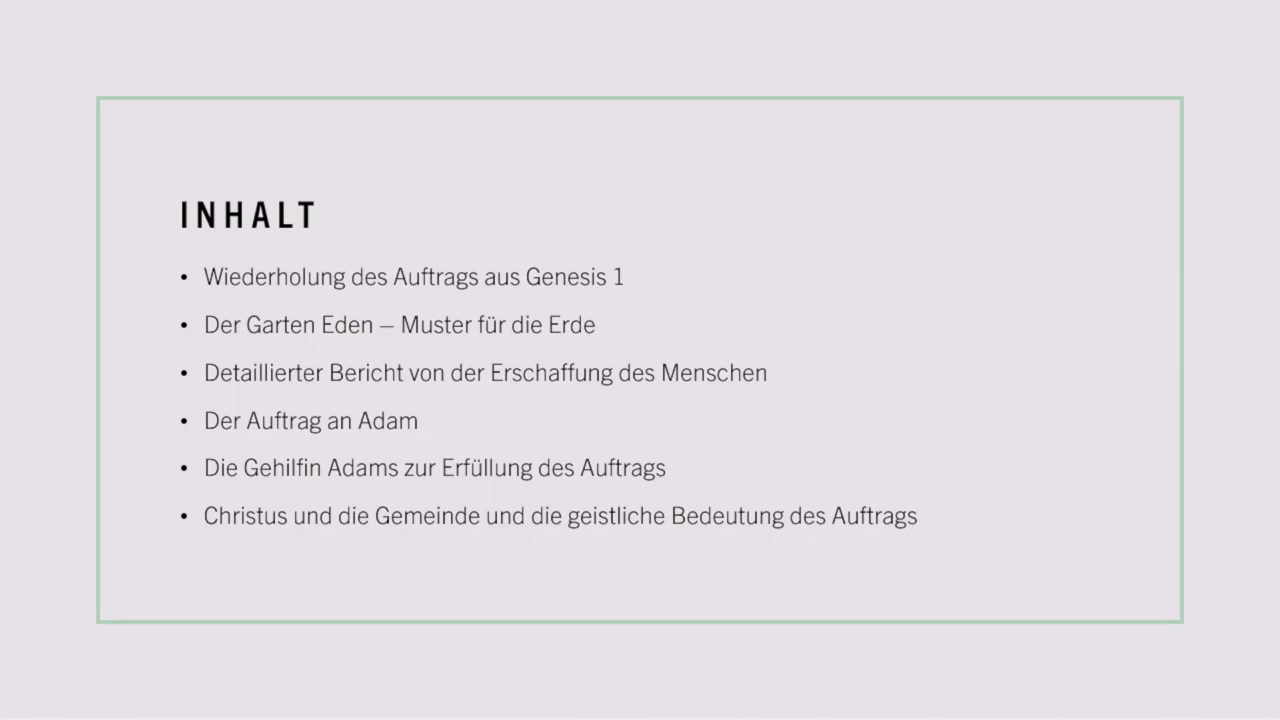 INHALT
• Wiederholung des Auftrags aus Genesis 1
• Der Garten Eden – Muster für die Erde
• Detaillierter Bericht von der Erschaffung des Menschen
• Der Auftrag an Adam
• Die Gehilfin Adams zur Erfüllung des Auftrags
• Christus und die Gemeinde und die geistliche Bedeutung des Auftrags